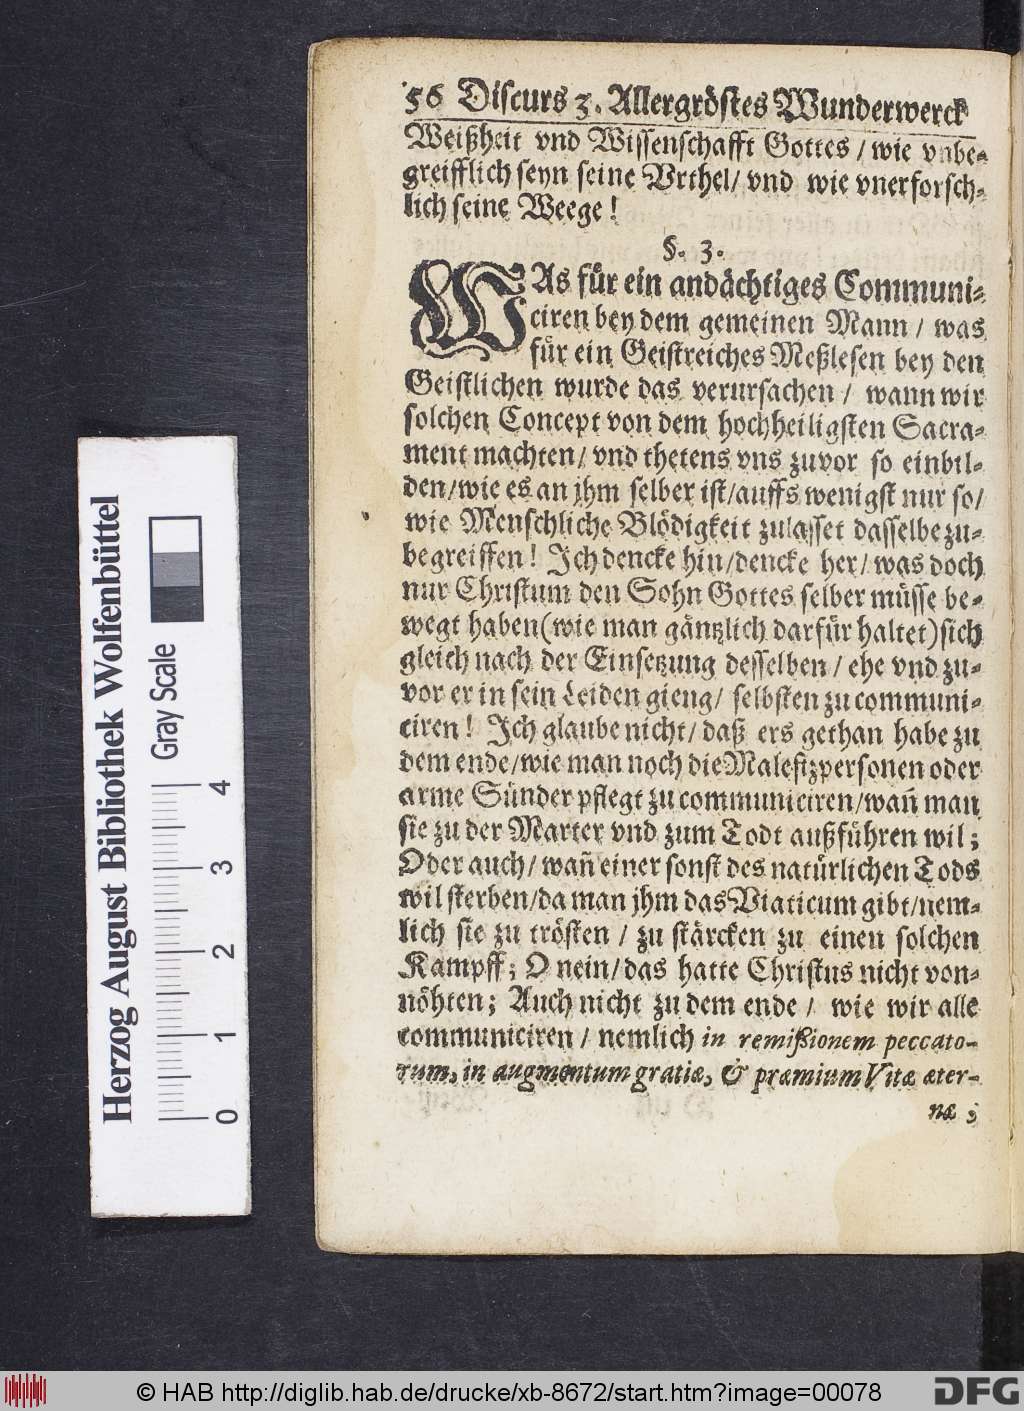 56 Discurs 3. Allergröstes Wunderwerck
Weißheit vnd Wissenschafft Gottes / wie vnbe-
greifflich seyn seine Vrthel / vnd wie vnerforsch-
lich seine Weege !
§. 3.
WAs für ein andächtiges Communi-
ciren bey dem gemeinen Mann / was
für ein Geistreiches Meßlesen bey den
Geistlichen wurde das verursachen / wann wir
solchen Concept von dem hochheiligsten Sacra-
ment machten / vnd thetens vns zuvor so einbil-
den / wie es an jhm selber ist / auffs wenigst nur so /
wie Menschliche Blödigkeit zulasset dasselbe zu-
begreiffen ! Ich dencke hin / dencke her / was doch
nur Christum den Sohn Gottes selber müsse be-
wegt haben (wie man gäntzlich darfür haltet) sich
gleich nach der Einsetzung desselben / ehe vnd zu-
vor er in sein Leiden gieng / selbsten zu communi-
ciren ! Ich glaube nicht / daß ers gethan habe zu
dem ende / wie man noch die Malefitzpersonen oder
arme Sünder pflegt zu communiciren / wañ man
sie zu der Marter vnd zum Todt außführen wil ;
Oder auch / wañ einer sonst des natürlichen Tods
wil sterben / da man jhm das Viaticum gibt / nem-
lich sie zu trösten / zu stärcken zu einen solchen
Kampff ; O nein / das hatte Christus nicht von-
nöhten ; Auch nicht zu dem ende / wie wir alle
communiciren / nemlich in remißionem peccato-
rum, in augmentum gratiæ, & præmium Vitæ æter-
næ ;
Herzog August Bibliothek Wolfenbüttel
Gray Scale
0 1 2 3 4
© HAB http://diglib.hab.de/drucke/xb-8672/start.htm?image=00078
DFG